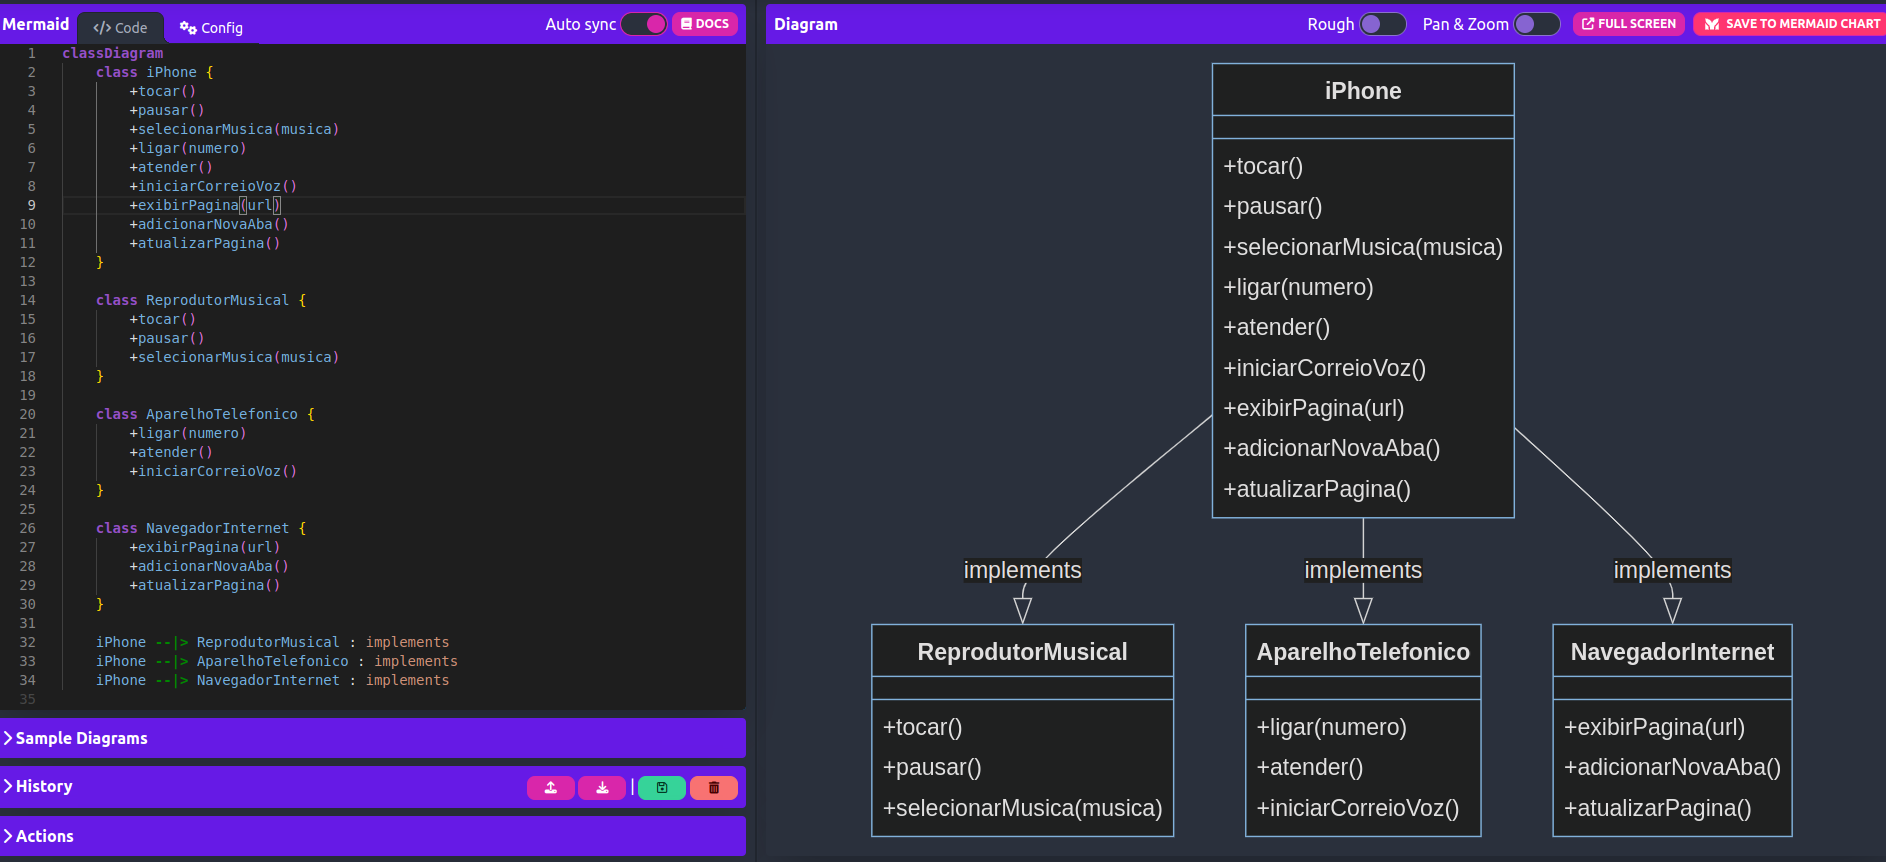 Mermaid
Code
Config
Auto sync
DOCS
1 classDiagram
2 class iPhone {
3 +tocar()
4 +pausar()
5 +selecionarMusica(musica)
6 +ligar(numero)
7 +atender()
8 +iniciarCorreioVoz()
9 +exibirPagina(url)
10 +adicionarNovaAba()
11 +atualizarPagina()
12 }
13
14 class ReprodutorMusical {
15 +tocar()
16 +pausar()
17 +selecionarMusica(musica)
18 }
19
20 class AparelhoTelefonico {
21 +ligar(numero)
22 +atender()
23 +iniciarCorreioVoz()
24 }
25
26 class NavegadorInternet {
27 +exibirPagina(url)
28 +adicionarNovaAba()
29 +atualizarPagina()
30 }
31
32 iPhone --|> ReprodutorMusical : implements
33 iPhone --|> AparelhoTelefonico : implements
34 iPhone --|> NavegadorInternet : implements
35
Sample Diagrams
History
Actions
Diagram
Rough
Pan & Zoom
FULL SCREEN
SAVE TO MERMAID CHART
iPhone
+tocar()
+pausar()
+selecionarMusica(musica)
+ligar(numero)
+atender()
+iniciarCorreioVoz()
+exibirPagina(url)
+adicionarNovaAba()
+atualizarPagina()
implements
implements
implements
ReprodutorMusical
+tocar()
+pausar()
+selecionarMusica(musica)
AparelhoTelefonico
+ligar(numero)
+atender()
+iniciarCorreioVoz()
NavegadorInternet
+exibirPagina(url)
+adicionarNovaAba()
+atualizarPagina()